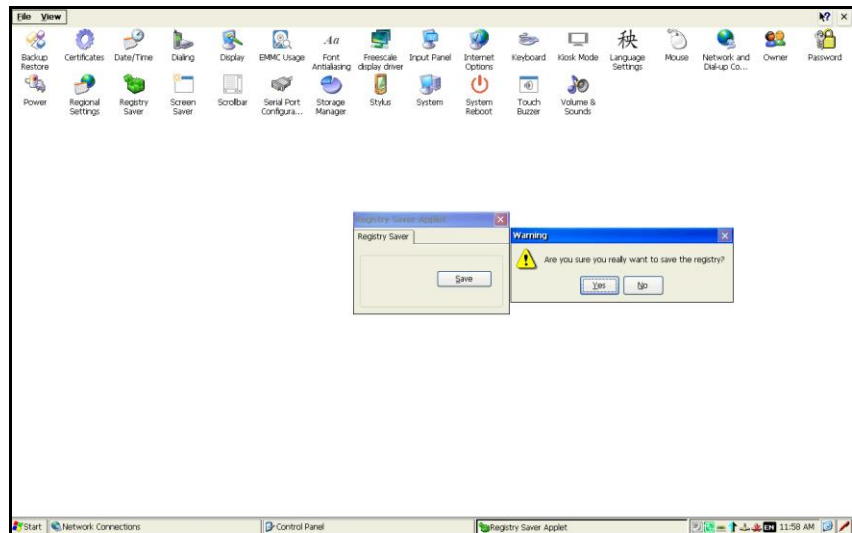 File View
Backup Restore
Certificates
Date/Time
Dialing
Display
EMMC Usage
Font Antialiasing
Freescale display driver
Input Panel
Internet Options
Keyboard
Kiosk Mode
Language Settings
Mouse
Network and Dial-up Co...
Owner
Password
Power
Regional Settings
Registry Saver
Screen Saver
Scrollbar
Serial Port Configura...
Storage Manager
Stylus
System
System Reboot
Touch Buzzer
Volume & Sounds
Aa
秧
Registry Saver Applet
Registry Saver
Save
Warning
Are you sure you really want to save the registry?
Yes No
Start Network Connections Control Panel Registry Saver Applet EN 11:58 AM